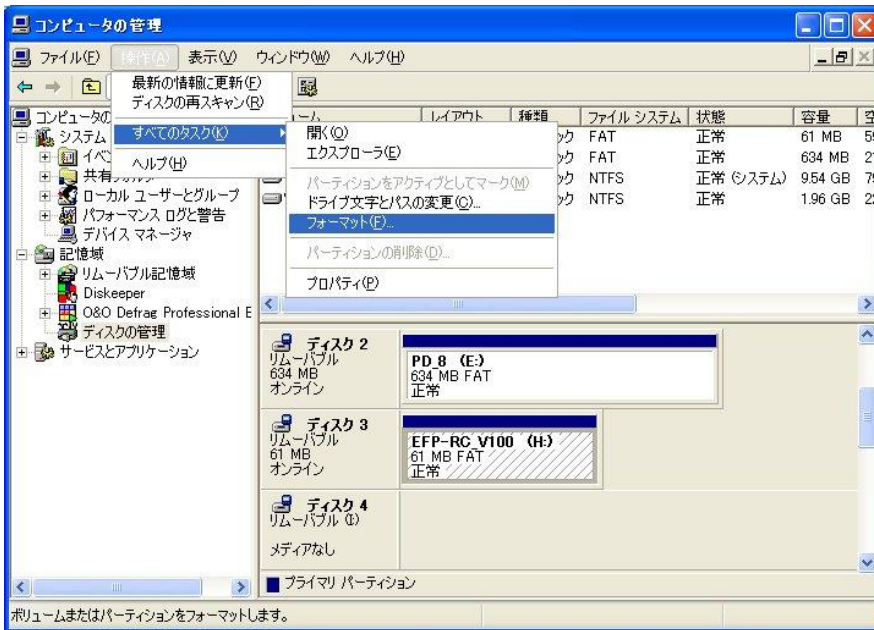 コンピュータの管理
ファイル(F) 操作(A) 表示(V) ウィンドウ(W) ヘルプ(H)
最新の情報に更新(F)
ディスクの再スキャン(R)
すべてのタスク(K)
ヘルプ(H)
開く(O)
エクスプローラ(E)
パーティションをアクティブとしてマーク(M)
ドライブ文字とパスの変更(C)...
フォーマット(F)...
パーティションの削除(D)...
プロパティ(P)
コンピュータの
システム
イベ
共有フォルダ
ローカル ユーザーとグループ
パフォーマンス ログと警告
デバイス マネージャ
記憶域
リムーバブル記憶域
Diskeeper
O&O Defrag Professional E
ディスクの管理
サービスとアプリケーション
ーム レイアウト 種類 ファイル システム 状態 容量 空
ック FAT 正常 61 MB
ック FAT 正常 634 MB
ック NTFS 正常 (システム) 9.54 GB
ック NTFS 正常 1.96 GB
ディスク 2
リムーバブル
634 MB
オンライン
PD_8 (E:)
634 MB FAT
正常
ディスク 3
リムーバブル
61 MB
オンライン
EFP-RC_V100 (H:)
61 MB FAT
正常
ディスク 4
リムーバブル (I:)
メディアなし
プライマリ パーティション
ボリュームまたはパーティションをフォーマットします。